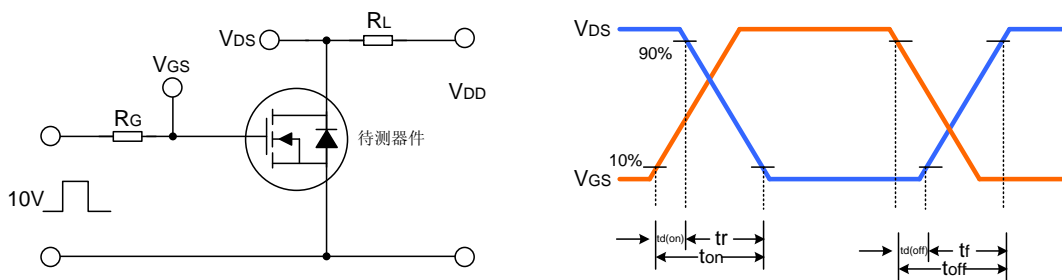 VDS
RL
VGS
VDD
RG
待测器件
10V
VDS
90%
10%
VGS
td(on)
tr
ton
td(off)
tf
toff